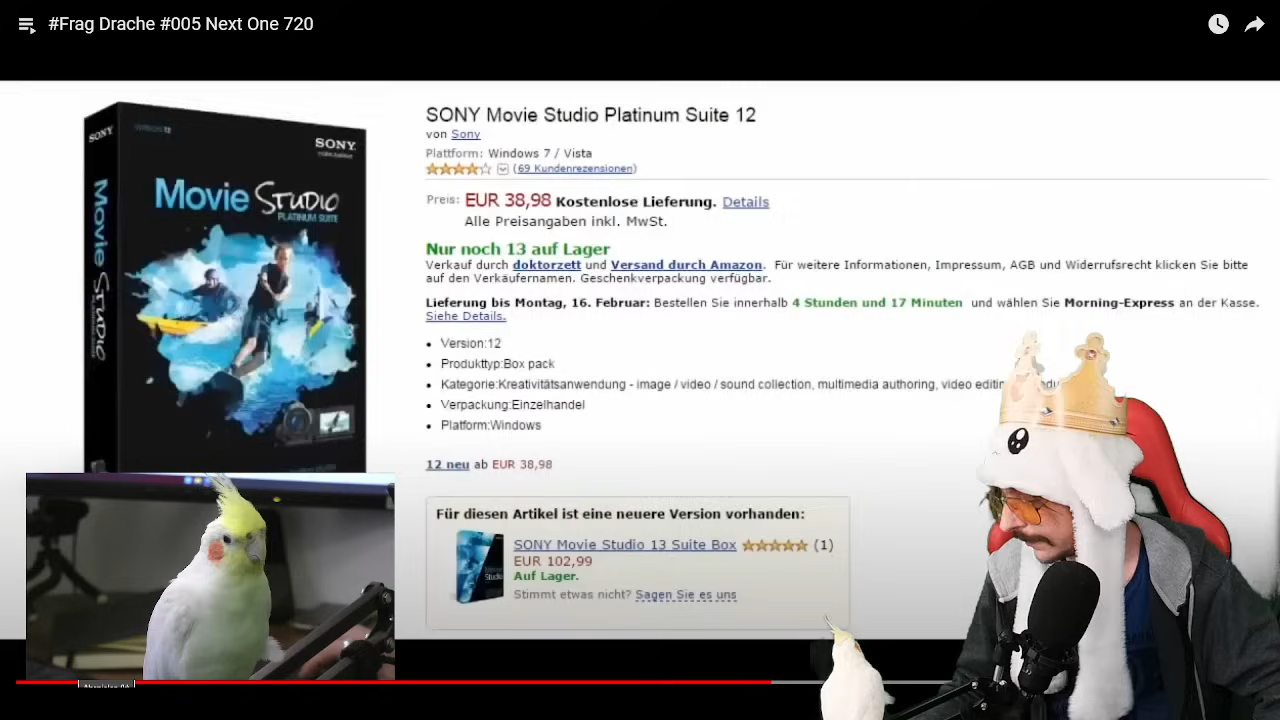 #Frag Drache #005 Next One 720
SONY
SONY
Movie Studio
PLATINUM SUITE
Movie Studio
SONY Movie Studio Platinum Suite 12
von Sony
Plattform: Windows 7 / Vista
(69 Kundenrezensionen)
Preis: EUR 38,98 Kostenlose Lieferung. Details
Alle Preisangaben inkl. MwSt.
Nur noch 13 auf Lager
Verkauf durch doktorzett und Versand durch Amazon. Für weitere Informationen, Impressum, AGB und Widerrufsrecht klicken Sie bitte
auf den Verkäufernamen. Geschenkverpackung verfügbar.
Lieferung bis Montag, 16. Februar: Bestellen Sie innerhalb 4 Stunden und 17 Minuten und wählen Sie Morning-Express an der Kasse.
Siehe Details.
• Version:12
• Produkttyp:Box pack
• Kategorie:Kreativitätsanwendung - image / video / sound collection, multimedia authoring, video
• Verpackung:Einzelhandel
• Platform:Windows
12 neu ab EUR 38,98
Für diesen Artikel ist eine neuere Version vorhanden:
SONY Movie Studio 13 Suite Box (1)
EUR 102,99
Auf Lager.
Stimmt etwas nicht? Sagen Sie es uns